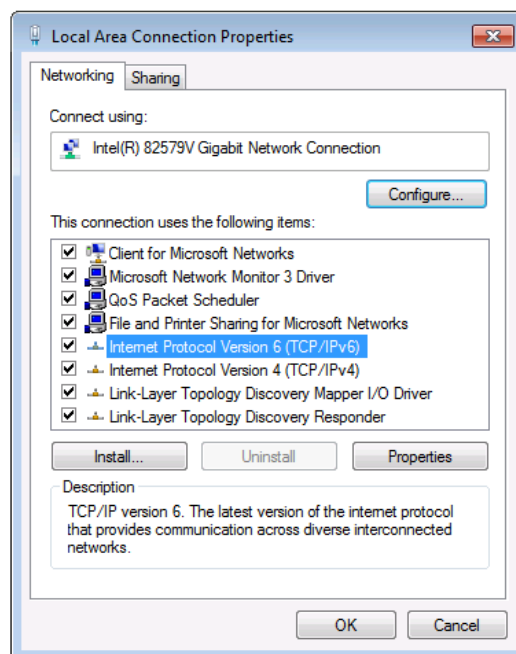 Local Area Connection Properties
Networking
Sharing
Connect using:
Intel(R) 82579V Gigabit Network Connection
Configure...
This connection uses the following items:
Client for Microsoft Networks
Microsoft Network Monitor 3 Driver
QoS Packet Scheduler
File and Printer Sharing for Microsoft Networks
Internet Protocol Version 6 (TCP/IPv6)
Internet Protocol Version 4 (TCP/IPv4)
Link-Layer Topology Discovery Mapper I/O Driver
Link-Layer Topology Discovery Responder
Install...
Uninstall
Properties
Description
TCP/IP version 6. The latest version of the internet protocol
that provides communication across diverse interconnected
networks.
OK
Cancel